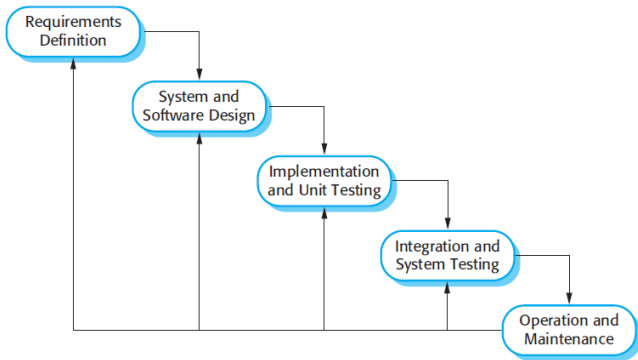 Requirements
Definition
System and
Software Design
Implementation
and Unit Testing
Integration and
System Testing
Operation and
Maintenance